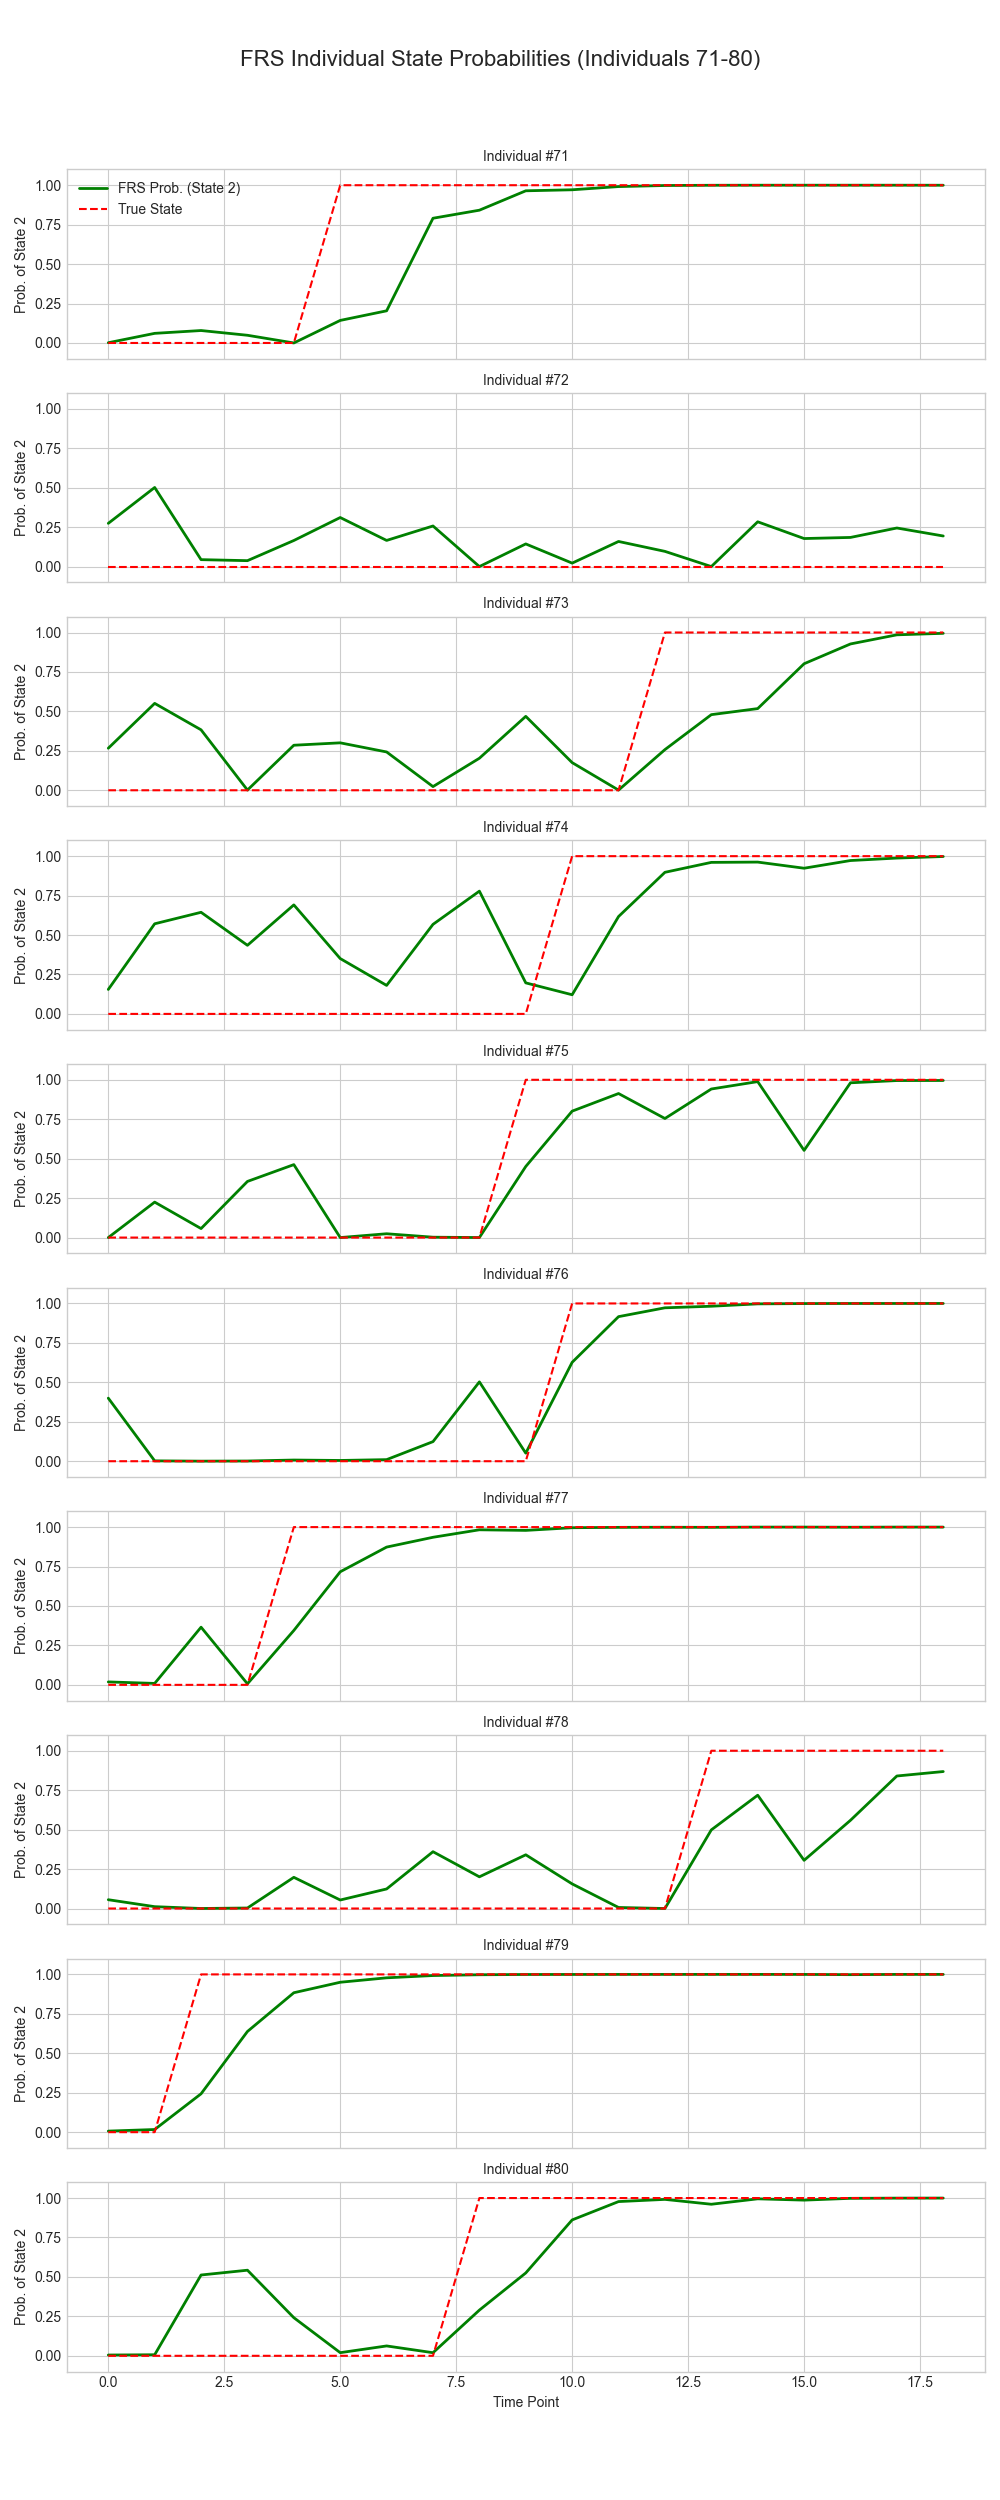 FRS Individual State Probabilities (Individuals 71-80)
Individual #71
FRS Prob. (State 2)
True State
1.00
0.75
0.50
0.25
0.00
Prob. of State 2
Individual #72
1.00
0.75
0.50
0.25
0.00
Prob. of State 2
Individual #73
1.00
0.75
0.50
0.25
0.00
Prob. of State 2
Individual #74
1.00
0.75
0.50
0.25
0.00
Prob. of State 2
Individual #75
1.00
0.75
0.50
0.25
0.00
Prob. of State 2
Individual #76
1.00
0.75
0.50
0.25
0.00
Prob. of State 2
Individual #77
1.00
0.75
0.50
0.25
0.00
Prob. of State 2
Individual #78
1.00
0.75
0.50
0.25
0.00
Prob. of State 2
Individual #79
1.00
0.75
0.50
0.25
0.00
Prob. of State 2
Individual #80
1.00
0.75
0.50
0.25
0.00
Prob. of State 2
0.0 2.5 5.0 7.5 10.0 12.5 15.0 17.5
Time Point